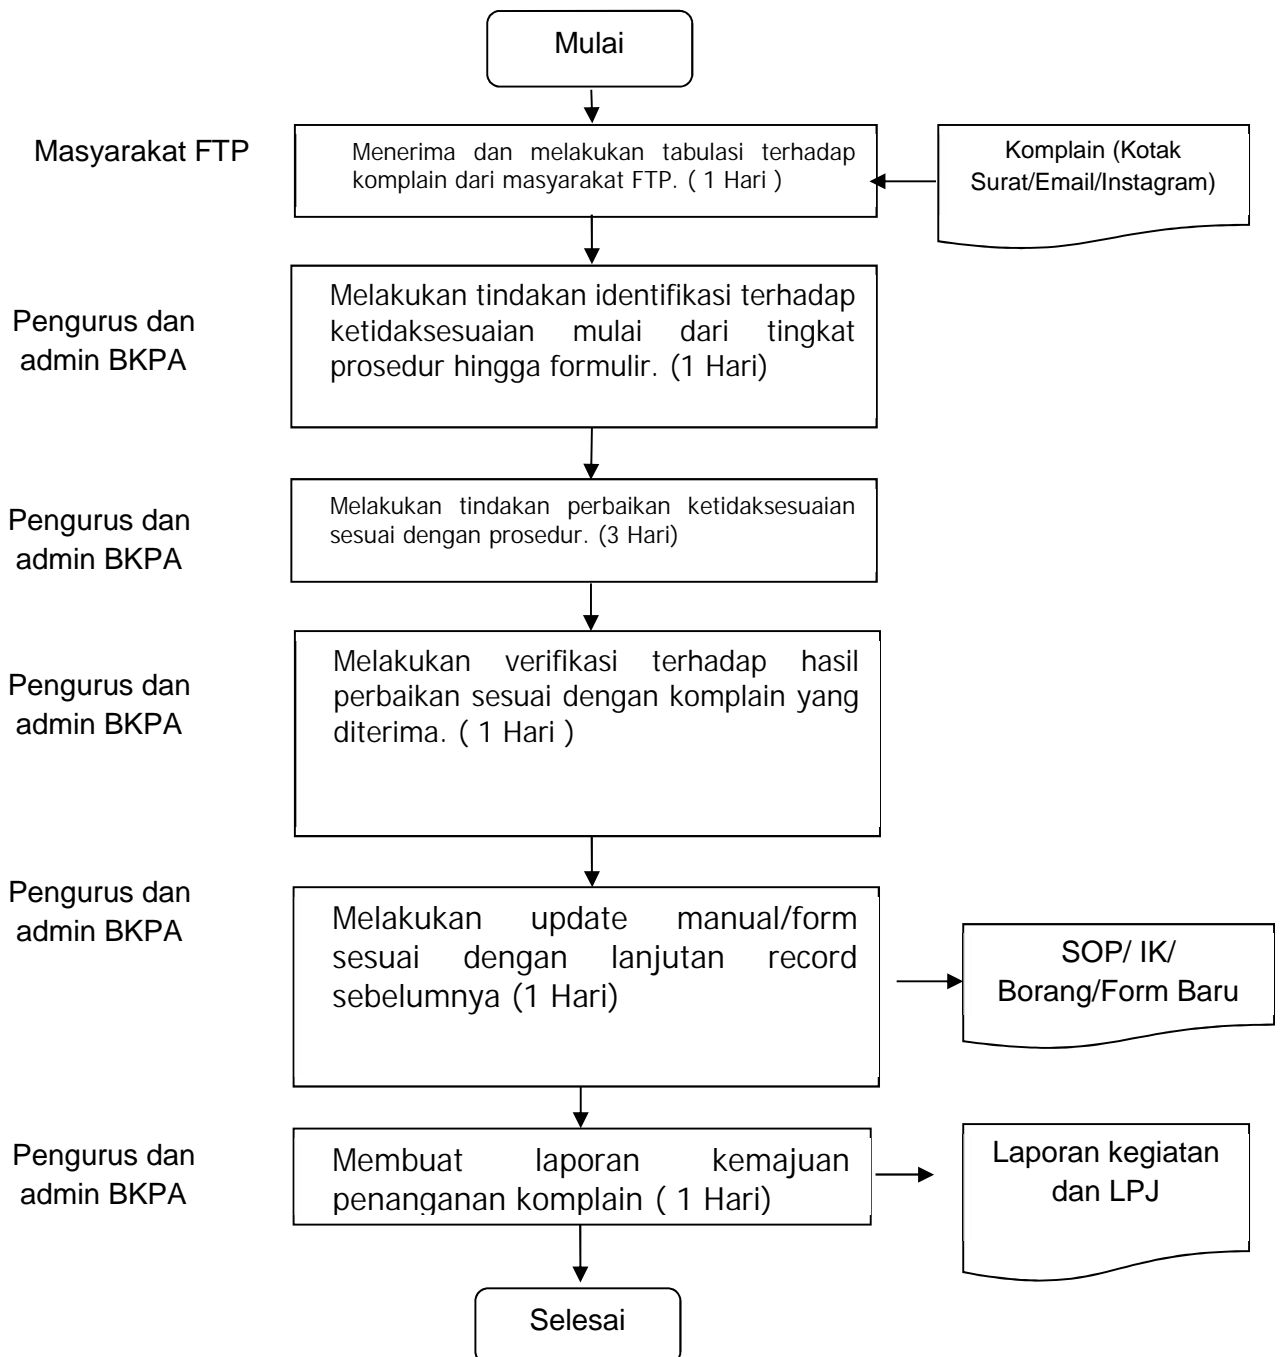 Mulai
Masyarakat FTP
Menerima dan melakukan tabulasi terhadap
komplain dari masyarakat FTP. ( 1 Hari )
Komplain (Kotak
Surat/Email/Instagram)
Pengurus dan
admin BKPA
Melakukan tindakan identifikasi terhadap
ketidaksesuaian mulai dari tingkat
prosedur hingga formulir. (1 Hari)
Pengurus dan
admin BKPA
Melakukan tindakan perbaikan ketidaksesuaian
sesuai dengan prosedur. (3 Hari)
Pengurus dan
admin BKPA
Melakukan verifikasi terhadap hasil
perbaikan sesuai dengan komplain yang
diterima. ( 1 Hari )
Pengurus dan
admin BKPA
Melakukan update manual/form
sesuai dengan lanjutan record
sebelumnya (1 Hari)
SOP/ IK/
Borang/Form Baru
Pengurus dan
admin BKPA
Membuat laporan kemajuan
penanganan komplain ( 1 Hari)
Laporan kegiatan
dan LPJ
Selesai